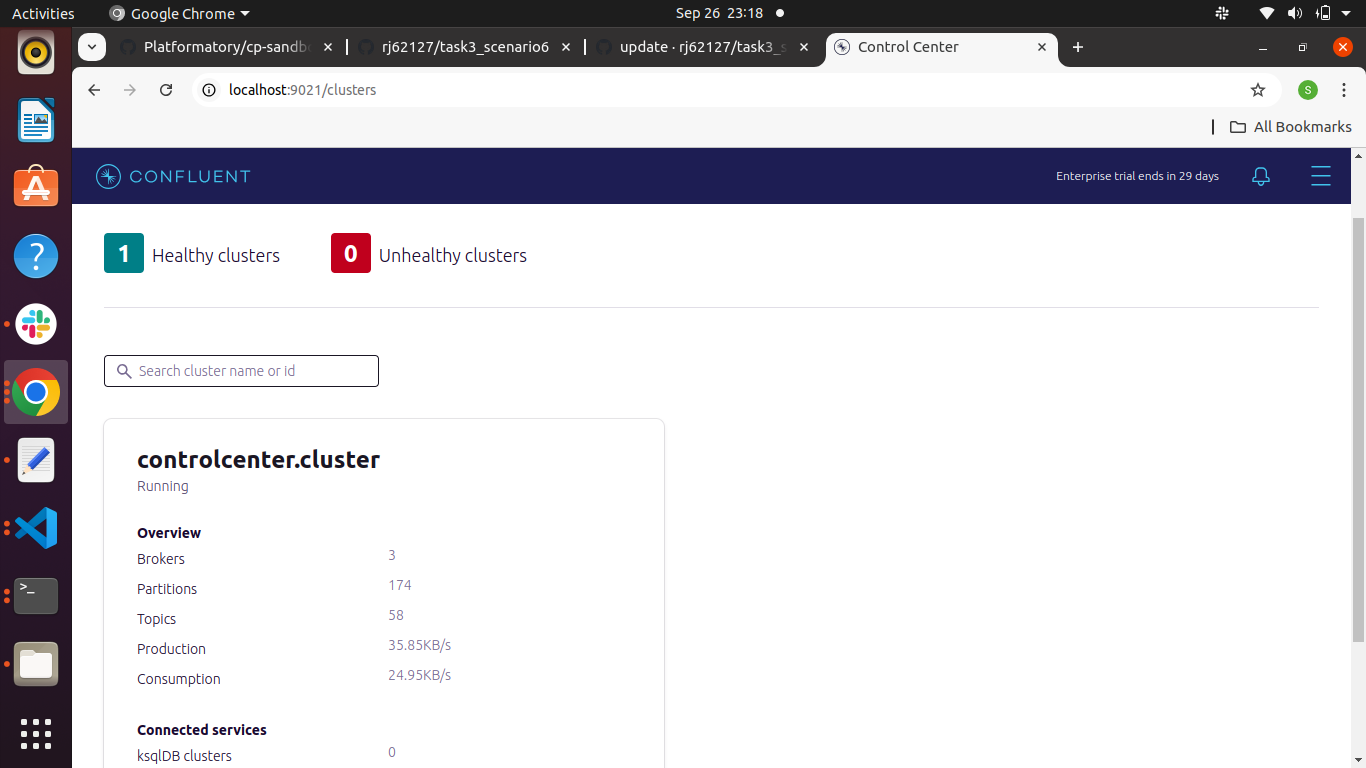 Activities Google Chrome Sep 26 23:18
Platformatory/cp-sandb rj62127/task3_scenario6 update · rj62127/task3_s Control Center
localhost:9021/clusters S
All Bookmarks
CONFLUENT Enterprise trial ends in 29 days
1 Healthy clusters 0 Unhealthy clusters
Search cluster name or id
controlcenter.cluster
Running
Overview
Brokers 3
Partitions 174
Topics 58
Production 35.85KB/s
Consumption 24.95KB/s
Connected services
ksqlDB clusters 0